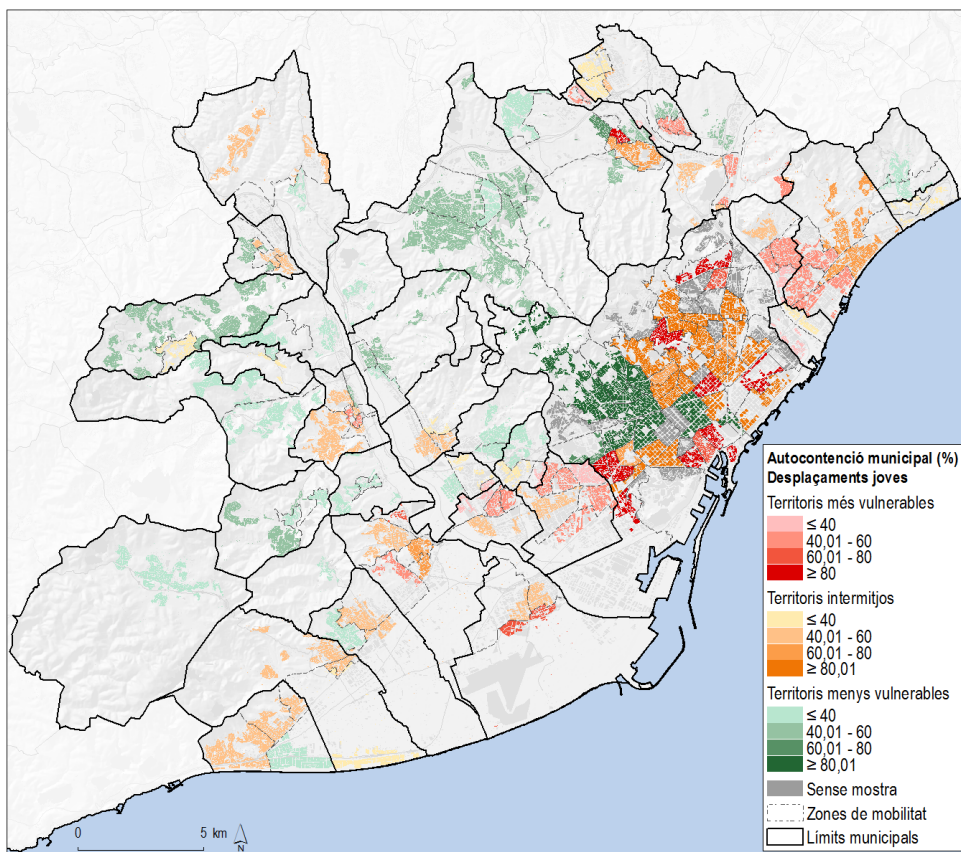 Autocontenció municipal (%)
Desplaçaments joves
Territoris més vulnerables
≤ 40
40,01 - 60
60,01 - 80
≥ 80
Territoris intermitjos
≤ 40
40,01 - 60
60,01 - 80
≥ 80,01
Territoris menys vulnerables
≤ 40
40,01 - 60
60,01 - 80
≥ 80,01
Sense mostra
Zones de mobilitat
Límits municipals
0 5 km
N